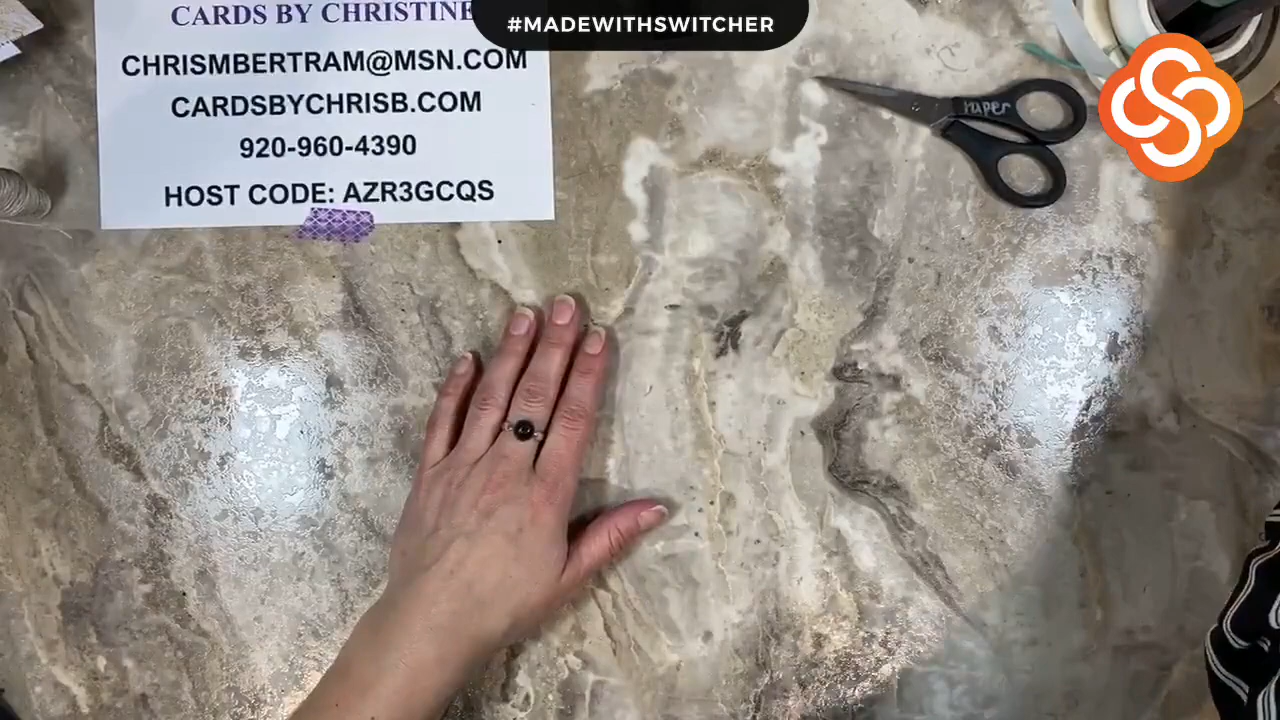 CARDS BY CHRISTINE
#MADEWITHSWITCHER
CHRISMBERTRAM@MSN.COM
CARDSBYCHRISB.COM
920-960-4390
HOST CODE: AZR3GCQS
paper